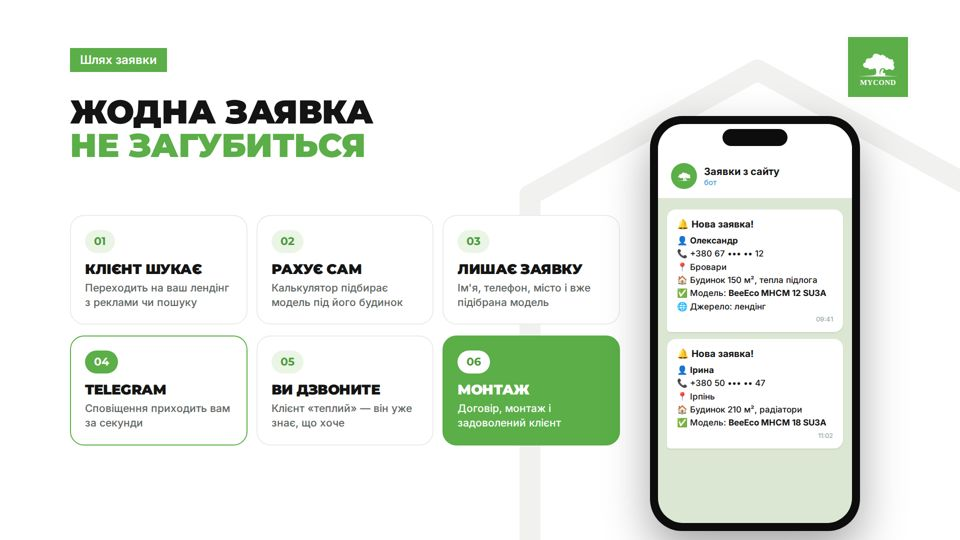 Шлях заявки
MYCOND
ЖОДНА ЗАЯВКА
НЕ ЗАГУБИТЬСЯ
01
КЛІЄНТ ШУКАЄ
Переходить на ваш лендінг
з реклами чи пошуку
02
РАХУЄ САМ
Калькулятор підбирає
модель під його будинок
03
ЛИШАЄ ЗАЯВКУ
Ім'я, телефон, місто і вже
підібрана модель
04
TELEGRAM
Сповіщення приходить вам
за секунди
05
ВИ ДЗВОНИТЕ
Клієнт «теплий» — він уже
знає, що хоче
06
МОНТАЖ
Договір, монтаж і
задоволений клієнт
Заявки з сайту
бот
🔔 Нова заявка!
👤 Олександр
📞 +380 67 ••• •• 12
📍 Бровари
🏠 Будинок 150 м², тепла підлога
✅ Модель: BeeEco MHCM 12 SU3A
🌐 Джерело: лендінг
09:41
🔔 Нова заявка!
👤 Ірина
📞 +380 50 ••• •• 47
📍 Ірпінь
🏠 Будинок 210 м², радіатори
✅ Модель: BeeEco MHCM 18 SU3A
11:02